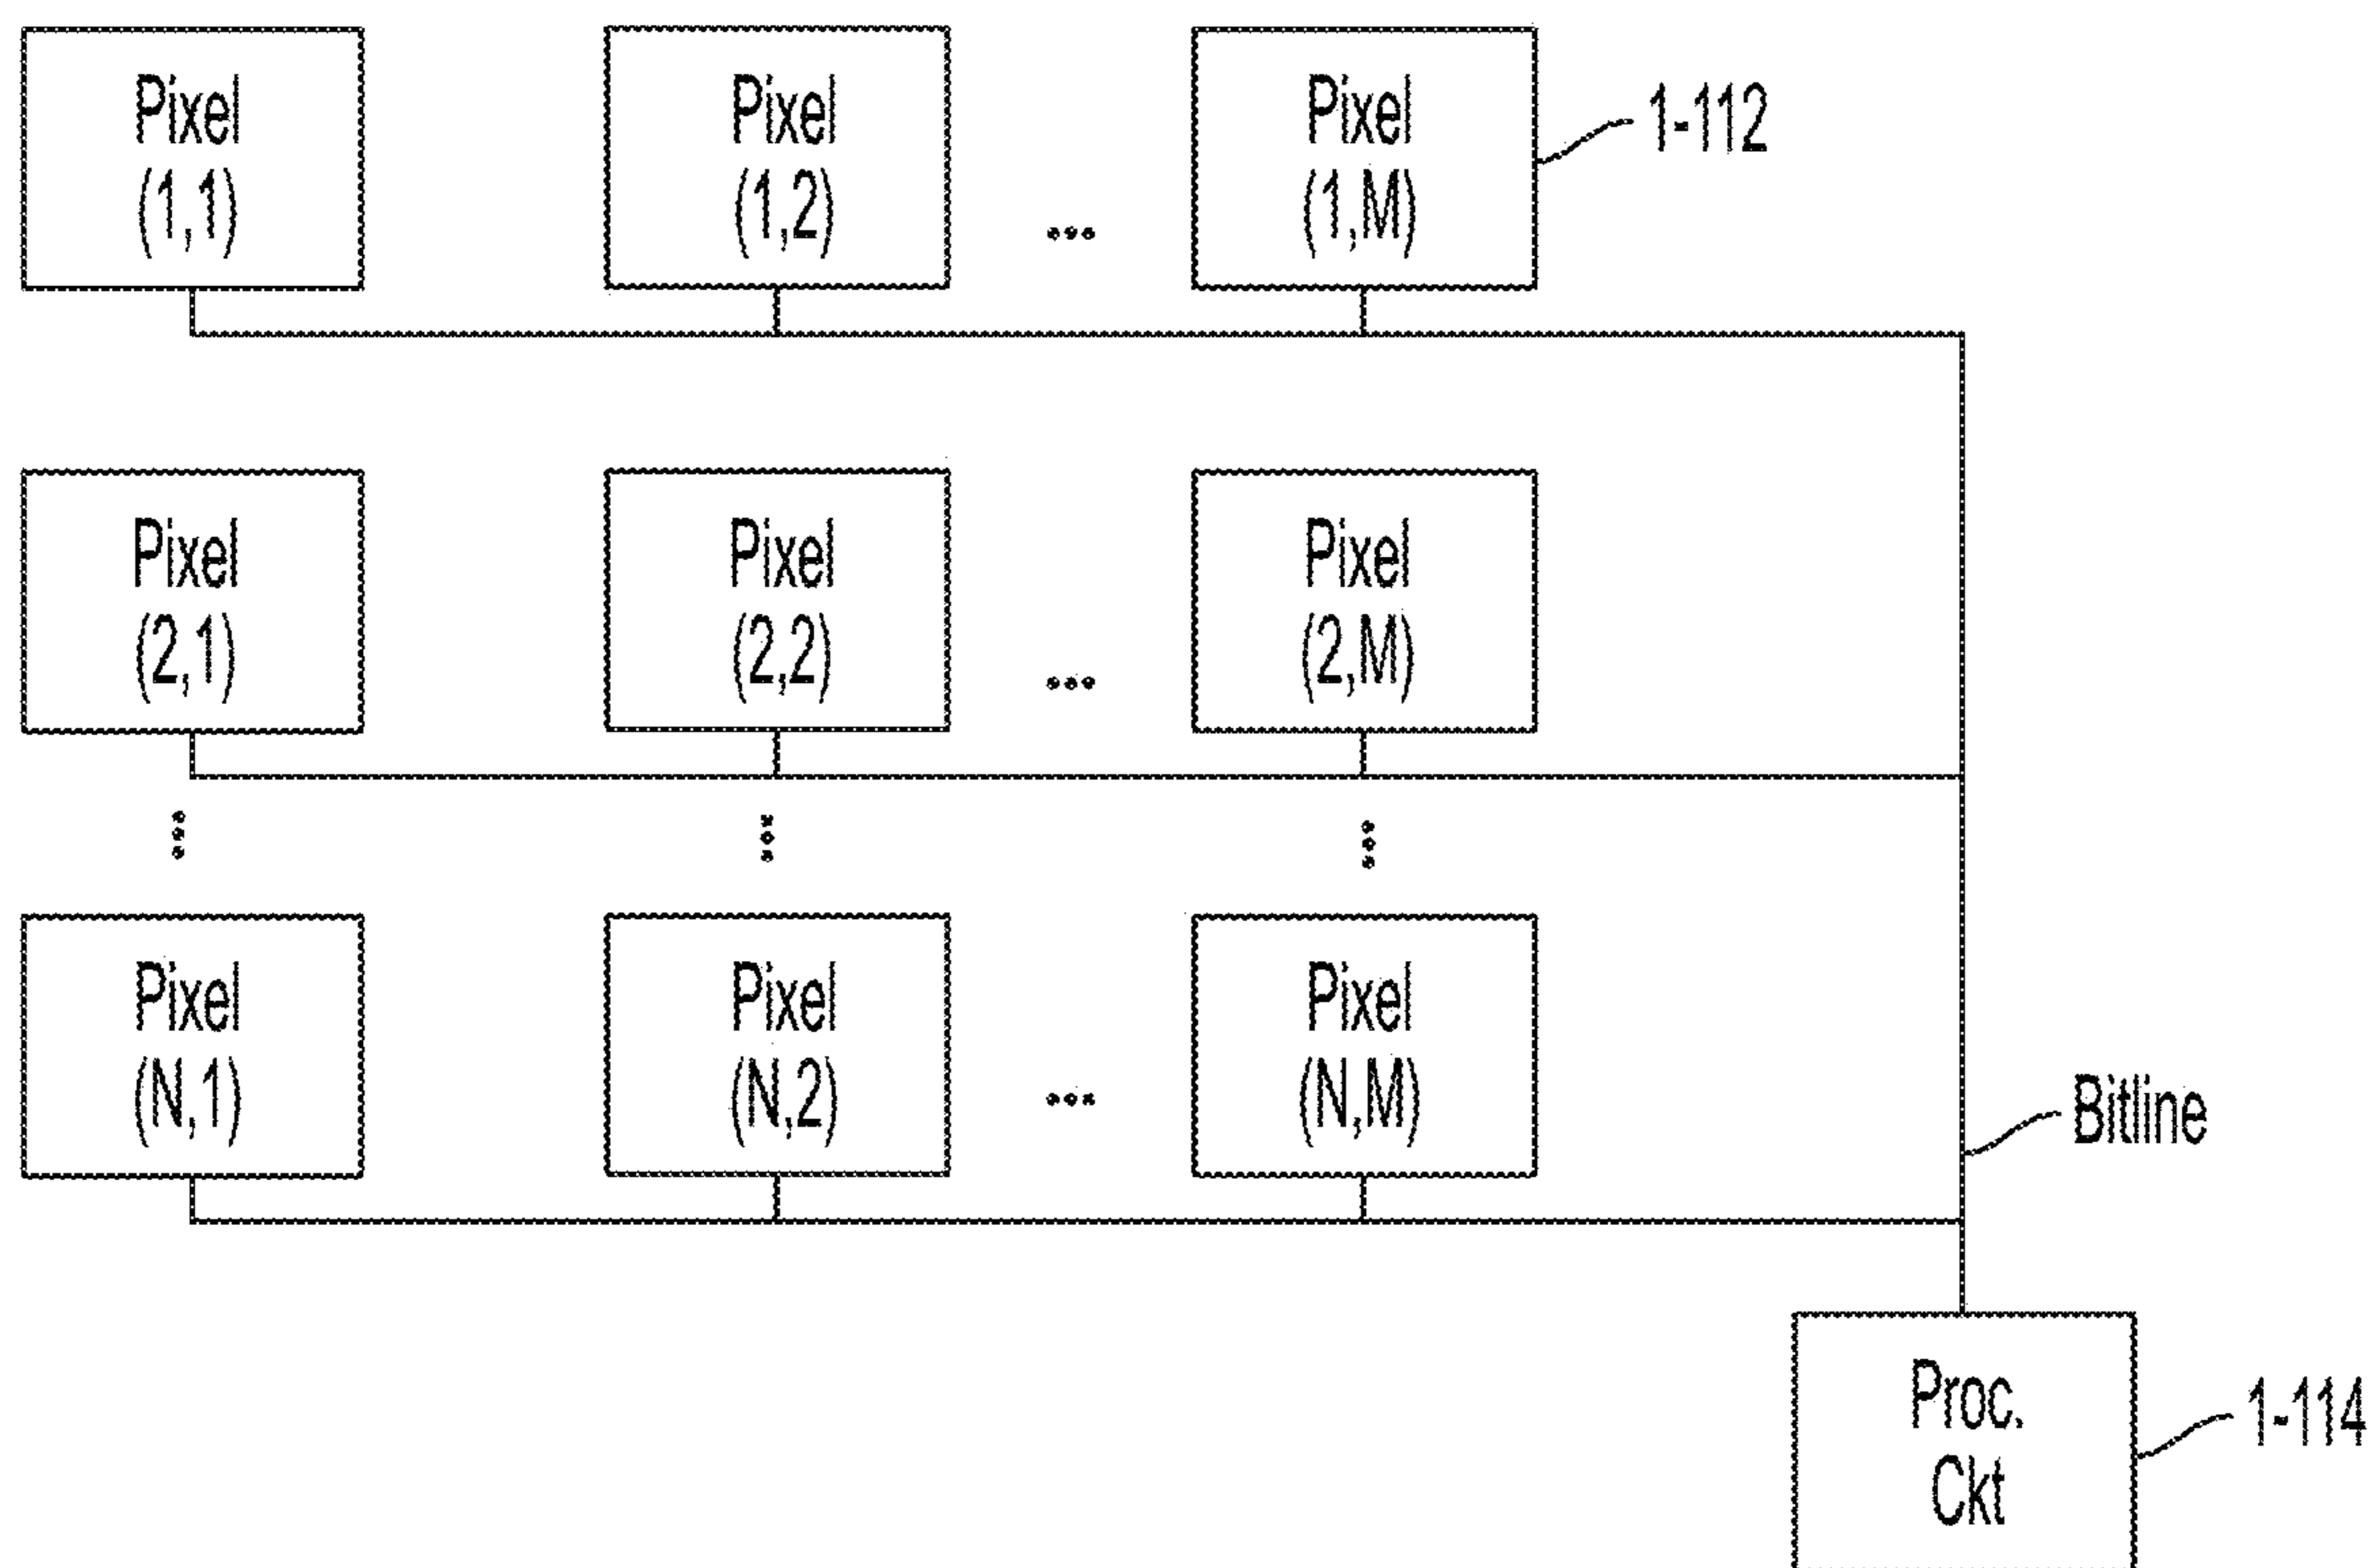 Pixel
(1,1)
Pixel
(1,2)
...
Pixel
(1,M)
1-112
Pixel
(2,1)
Pixel
(2,2)
...
Pixel
(2,M)
...
...
...
Pixel
(N,1)
Pixel
(N,2)
...
Pixel
(N,M)
Bitline
Proc.
Ckt
1-114